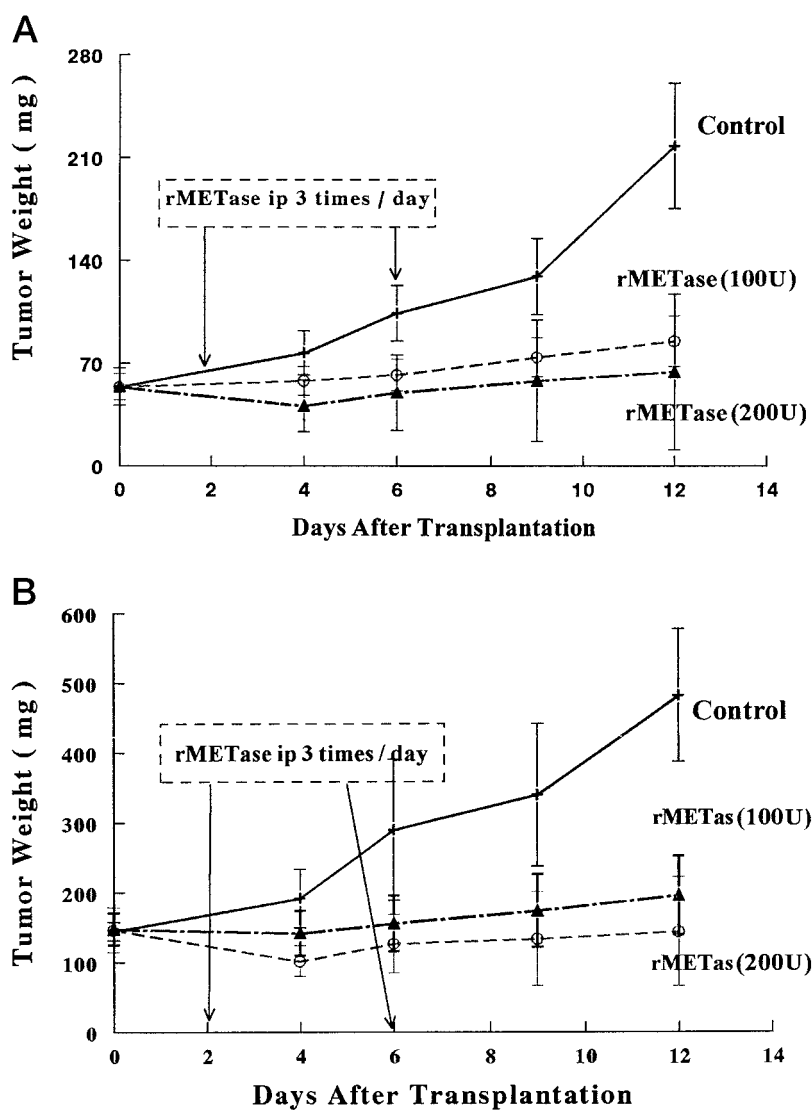 A
280
210
140
70
0
Tumor Weight ( mg )
rMETase ip 3 times / day
Control
rMETase(100U)
rMETase(200U)
0 2 4 6 8 10 12 14
Days After Transplantation
B
600
500
400
300
200
100
0
Tumor Weight ( mg )
rMETase ip 3 times/day
Control
rMETas(100U)
rMETas(200U)
0 2 4 6 8 10 12 14
Days After Transplantation